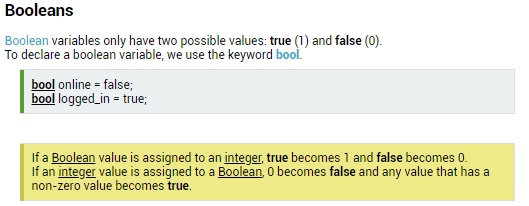 Booleans
Boolean variables only have two possible values: true (1) and false (0).
To declare a boolean variable, we use the keyword bool.
bool online = false;
bool logged_in = true;
If a Boolean value is assigned to an integer, true becomes 1 and false becomes 0.
If an integer value is assigned to a Boolean, 0 becomes false and any value that has a
non-zero value becomes true.